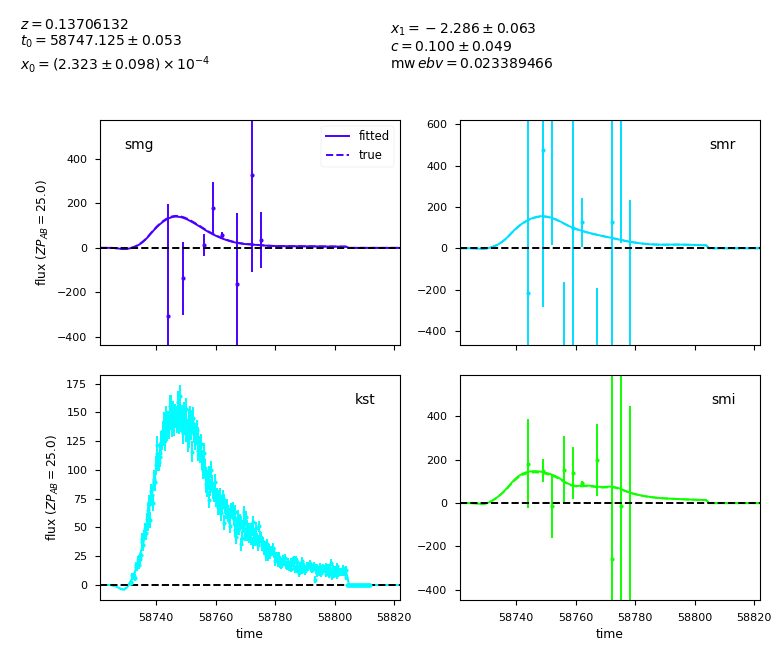 z = 0.13706132
t₀ = 58747.125 ± 0.053
x₀ = (2.323 ± 0.098) × 10⁻⁴
x₁ = −2.286 ± 0.063
c = 0.100 ± 0.049
mw ebv = 0.023389466
smg
fitted
true
400
200
0
−200
−400
flux (ZP_AB = 25.0)
smr
600
400
200
0
−200
−400
kst
175
150
125
100
75
50
25
0
flux (ZP_AB = 25.0)
58740 58760 58780 58800 58820
time
smi
400
200
0
−200
−400
58740 58760 58780 58800 58820
time